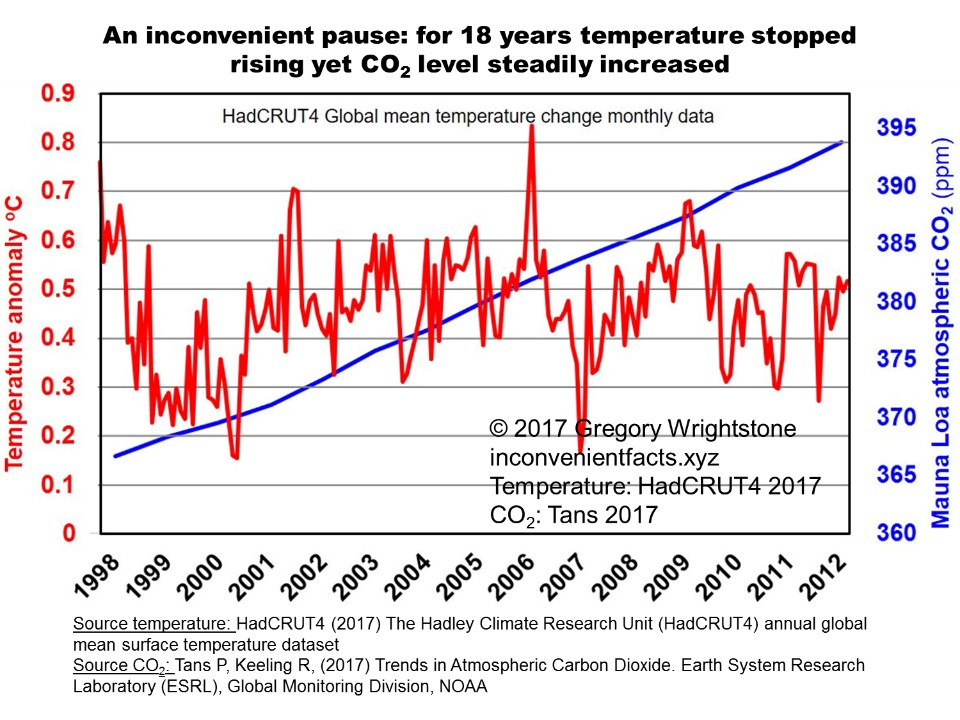 An inconvenient pause: for 18 years temperature stopped
rising yet CO₂ level steadily increased
HadCRUT4 Global mean temperature change monthly data
Temperature anomaly ºC
0.9
0.8
0.7
0.6
0.5
0.4
0.3
0.2
0.1
0
395
390
385
380
375
370
365
360
Mauna Loa atmospheric CO₂ (ppm)
© 2017 Gregory Wrightstone
inconvenientfacts.xyz
Temperature: HadCRUT4 2017
CO₂: Tans 2017
1998 1999 2000 2001 2002 2003 2004 2005 2006 2007 2008 2009 2010 2011 2012
Source temperature: HadCRUT4 (2017) The Hadley Climate Research Unit (HadCRUT4) annual global
mean surface temperature dataset
Source CO₂: Tans P, Keeling R, (2017) Trends in Atmospheric Carbon Dioxide. Earth System Research
Laboratory (ESRL), Global Monitoring Division, NOAA